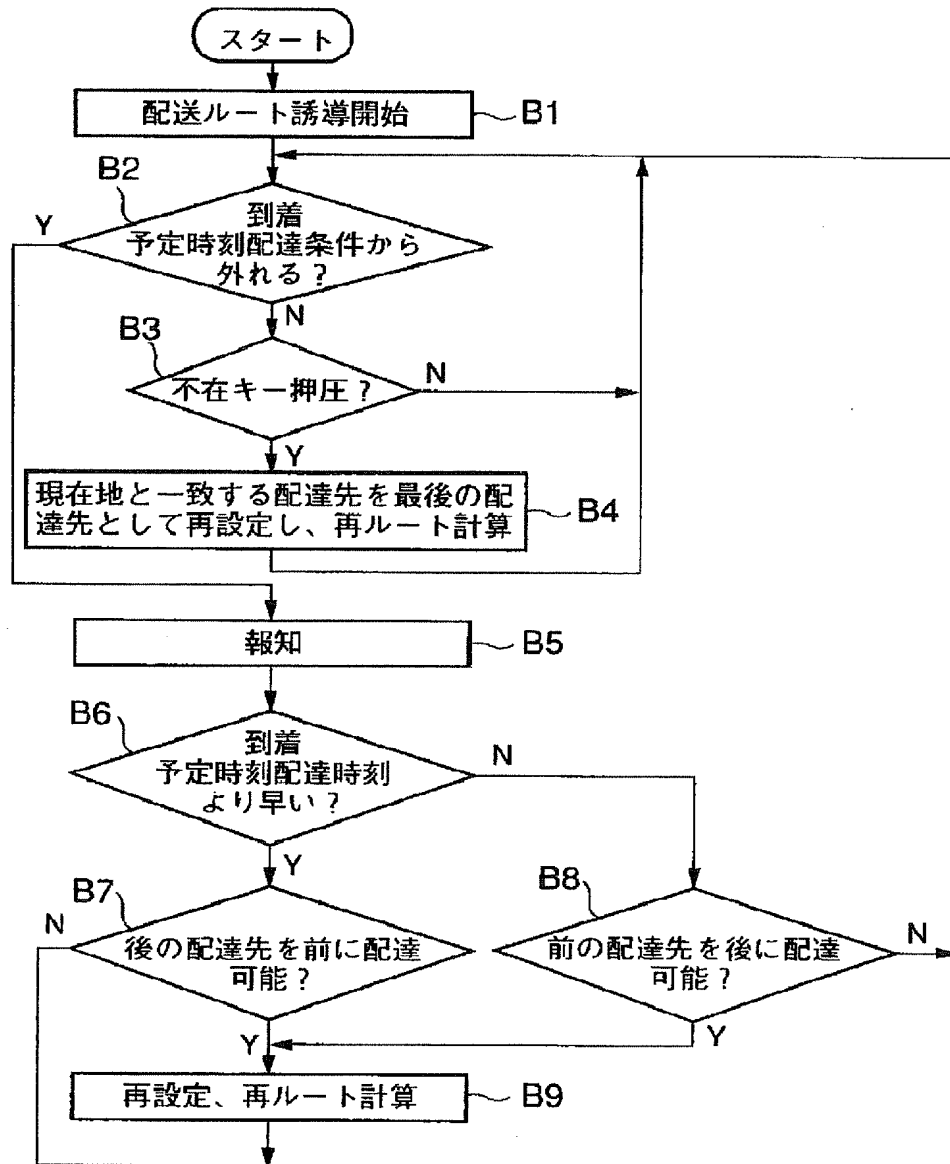 スタート
配送ルート誘導開始
B1
B2
Y
到着
予定時刻配達条件から
外れる？
N
B3
不在キー押圧？
N
Y
現在地と一致する配達先を最後の配
達先として再設定し、再ルート計算
B4
報知
B5
B6
到着
予定時刻配達時刻
より早い？
N
Y
B7
N
後の配達先を前に配達
可能？
Y
B8
前の配達先を後に配達
可能？
N
Y
再設定、再ルート計算
B9